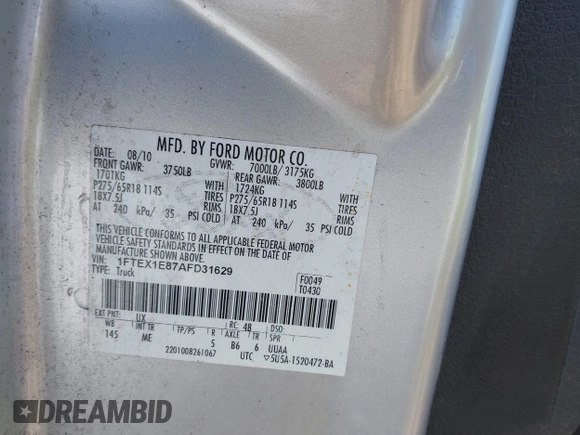 MFD. BY FORD MOTOR CO.
DATE: 08/10 GVWR: 7000LB/ 3175KG
FRONT GAWR: 3750LB REAR GAWR: 3800LB
1701KG WITH 1724KG WITH
P275/65R18 114S TIRES P275/65R18 114S TIRES
18X7.5J RIMS 18X7.5J RIMS
AT 240 kPa/ 35 PSI COLD AT 240 kPa/ 35 PSI COLD
THIS VEHICLE CONFORMS TO ALL APPLICABLE FEDERAL MOTOR
VEHICLE SAFETY STANDARDS IN EFFECT ON THE DATE OF
MANUFACTURE SHOWN ABOVE.
VIN: 1FTEX1E87AFD31629 F0049
TYPE: Truck T0430
EXT PNT: UX RC: 48 DSO:
WB INT TR TP/PS R AXLE TR SPR
145 ME 5 B6 6 UUAA
2201008261067 UTC ▽5U5A-1520472-BA
DREAMBID